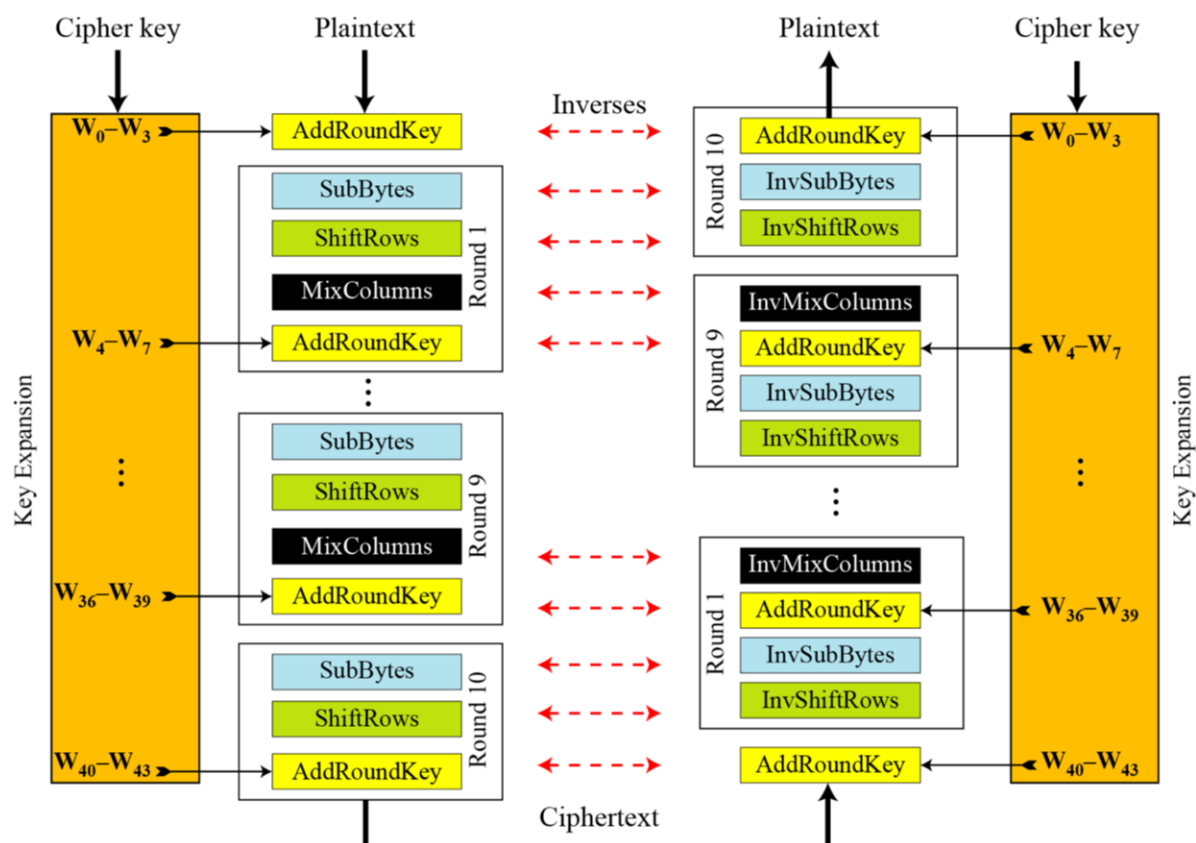 Cipher key
Plaintext
Plaintext
Cipher key
Inverses
W₀–W₃
AddRoundKey
AddRoundKey
W₀–W₃
SubBytes
ShiftRows
MixColumns
AddRoundKey
Round 1
W₄–W₇
InvSubBytes
InvShiftRows
Round 10
InvMixColumns
AddRoundKey
InvSubBytes
InvShiftRows
Round 9
W₄–W₇
⋮
Key Expansion
⋮
SubBytes
ShiftRows
MixColumns
AddRoundKey
Round 9
W₃₆–W₃₉
⋮
⋮
Key Expansion
InvMixColumns
AddRoundKey
InvSubBytes
InvShiftRows
Round 1
W₃₆–W₃₉
SubBytes
ShiftRows
AddRoundKey
Round 10
W₄₀–W₄₃
AddRoundKey
W₄₀–W₄₃
Ciphertext